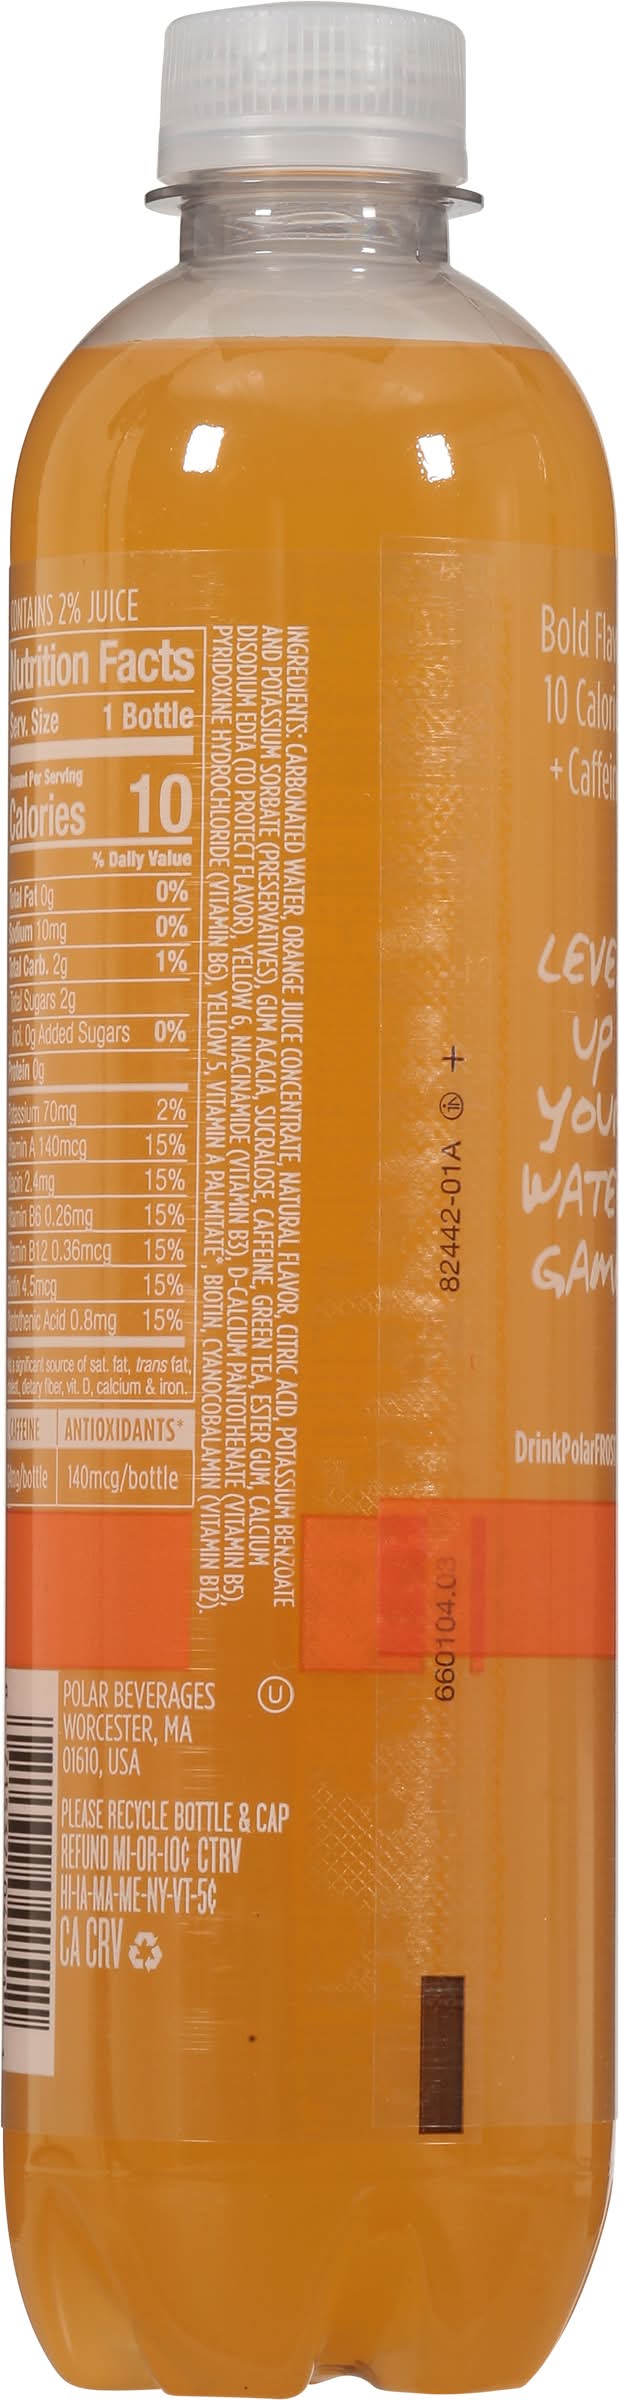 CONTAINS 2% JUICE
Nutrition Facts
Serv. Size 1 Bottle
Amount Per Serving
Calories 10
% Daily Value
Total Fat 0g 0%
Sodium 10mg 0%
Total Carb. 2g 1%
Total Sugars 2g
Incl. 0g Added Sugars 0%
Protein 0g
Potassium 70mg 2%
Vitamin A 140mcg 15%
Niacin 2.4mg 15%
Vitamin B6 0.26mg 15%
Vitamin B12 0.36mcg 15%
Biotin 4.5mcg 15%
Pantothenic Acid 0.8mg 15%
significant source of sat. fat, trans fat,
dietary fiber, vit. D, calcium & iron.
CAFFEINE ANTIOXIDANTS*
mg/bottle 140mcg/bottle
INGREDIENTS: CARBONATED WATER, ORANGE JUICE CONCENTRATE, NATURAL FLAVOR, CITRIC ACID, POTASSIUM BENZOATE
AND POTASSIUM SORBATE (PRESERVATIVES), GUM ACACIA, SUCRALOSE, CAFFEINE, GREEN TEA, ESTER GUM, CALCIUM
DISODIUM EDTA (TO PROTECT FLAVOR), YELLOW 6, NIACINAMIDE (VITAMIN B3), D-CALCIUM PANTOTHENATE (VITAMIN B5),
PYRIDOXINE HYDROCHLORIDE (VITAMIN B6), YELLOW 5, VITAMIN A PALMITATE*, BIOTIN, CYANOCOBALAMIN (VITAMIN B12).
POLAR BEVERAGES
WORCESTER, MA
01610, USA
U
PLEASE RECYCLE BOTTLE & CAP
REFUND MI-OR-10¢ CTRV
HI-IA-MA-ME-NY-VT-5¢
CA CRV
82442-01A
660104.03
Bold Flav
10 Calori
+ Caffein
LEVE
UP
YOUR
WATE
GAM
DrinkPolarFROS